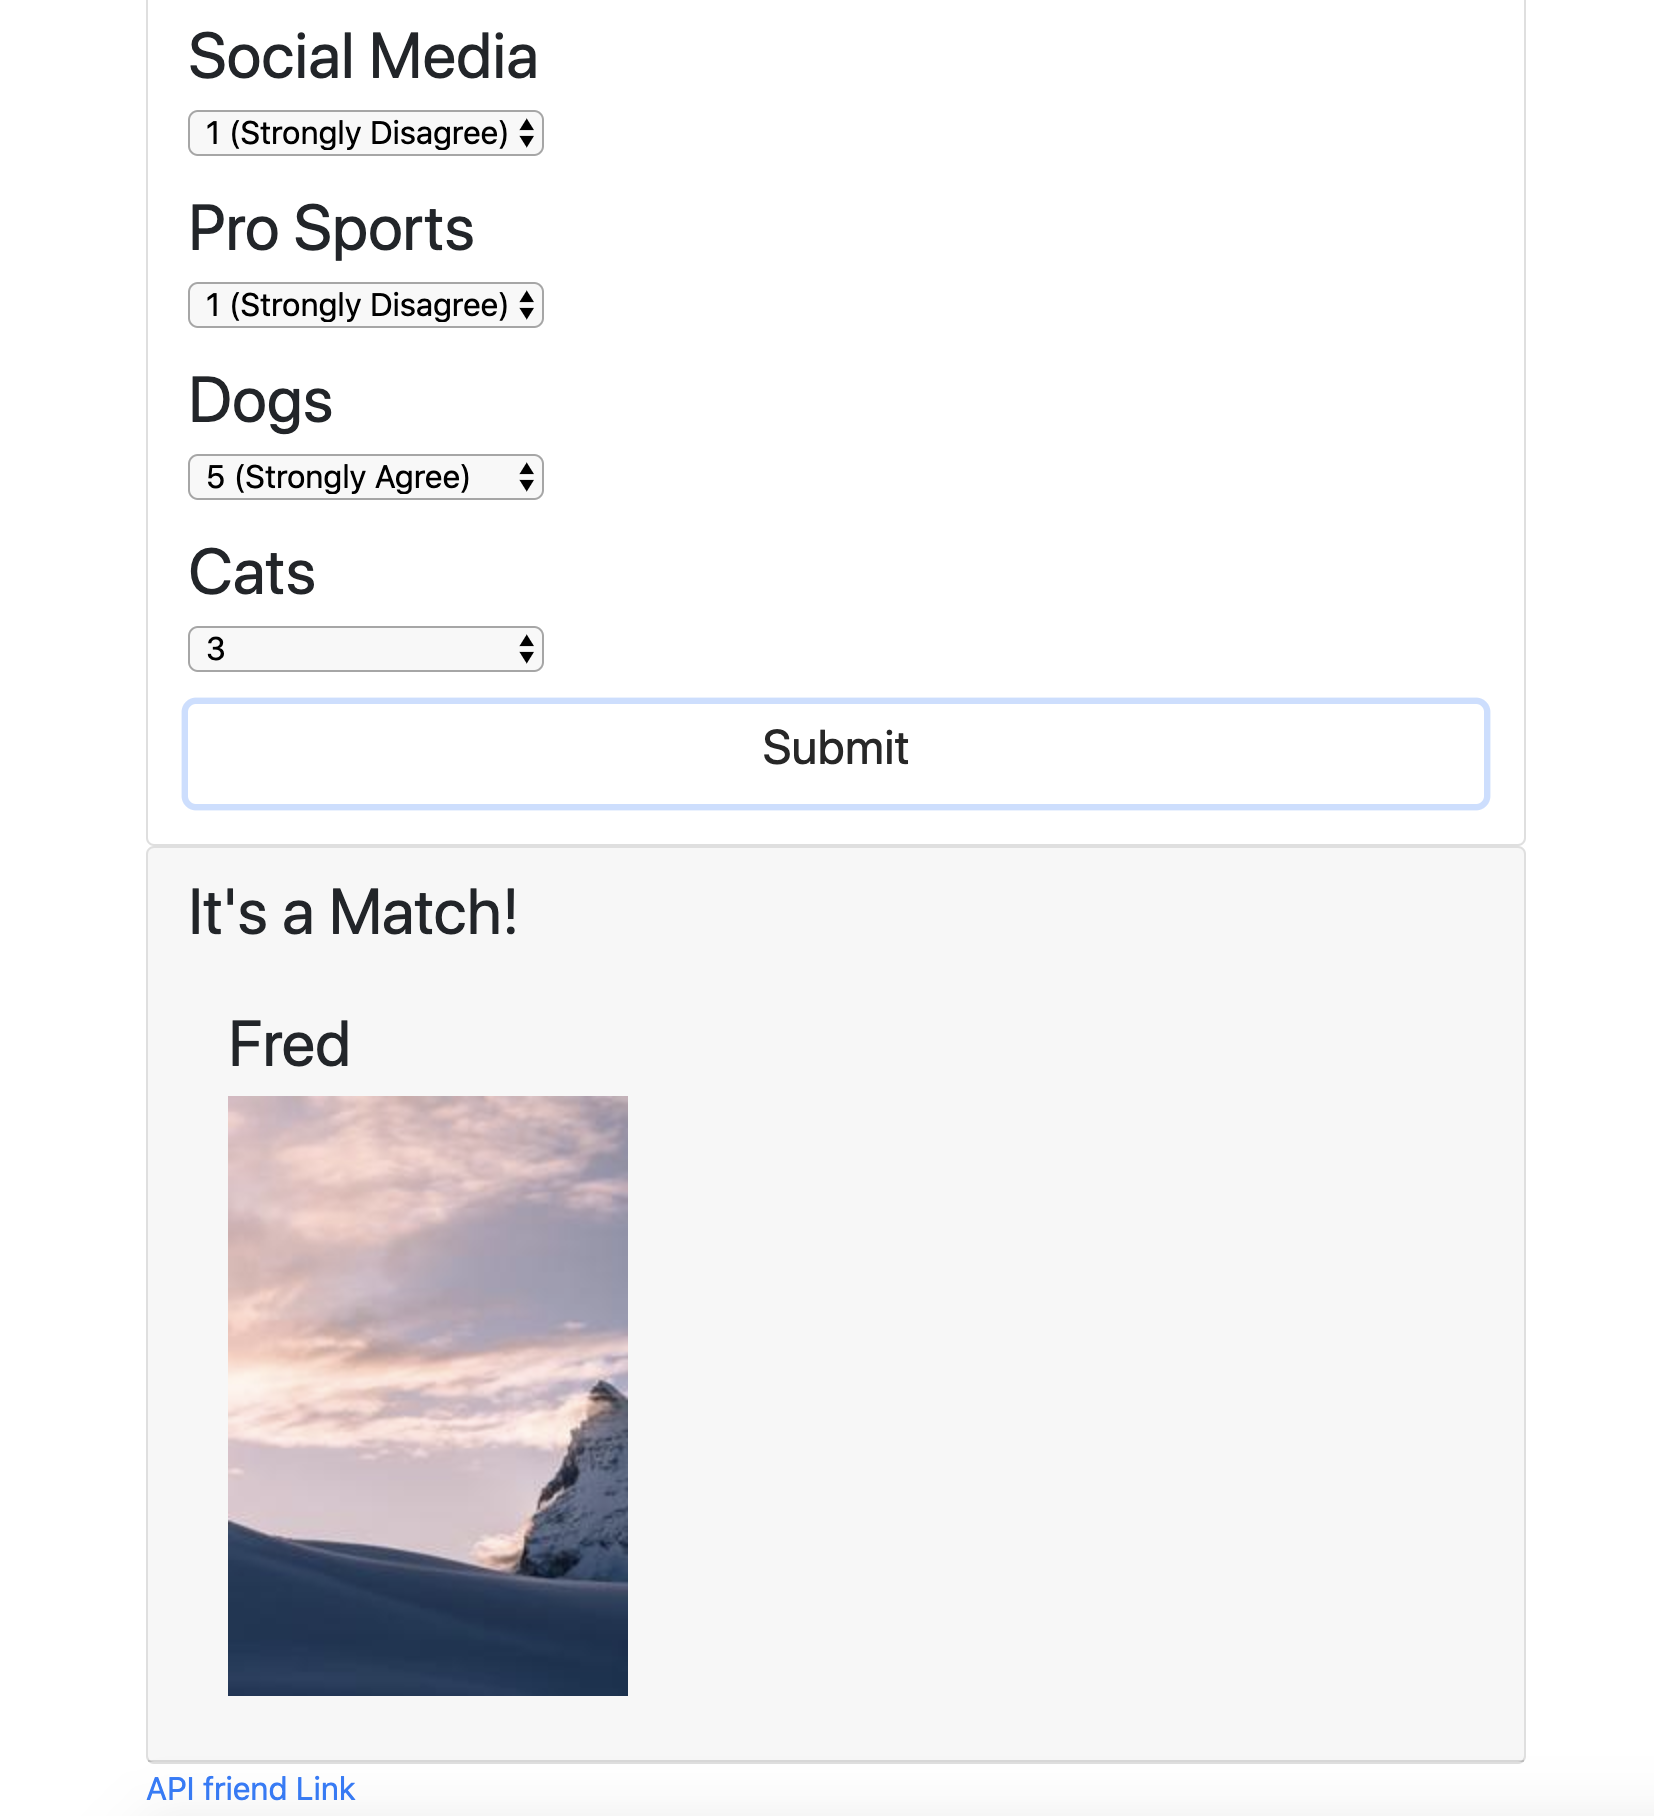 Social Media
1 (Strongly Disagree)
Pro Sports
1 (Strongly Disagree)
Dogs
5 (Strongly Agree)
Cats
3
Submit
It's a Match!
Fred
API friend Link